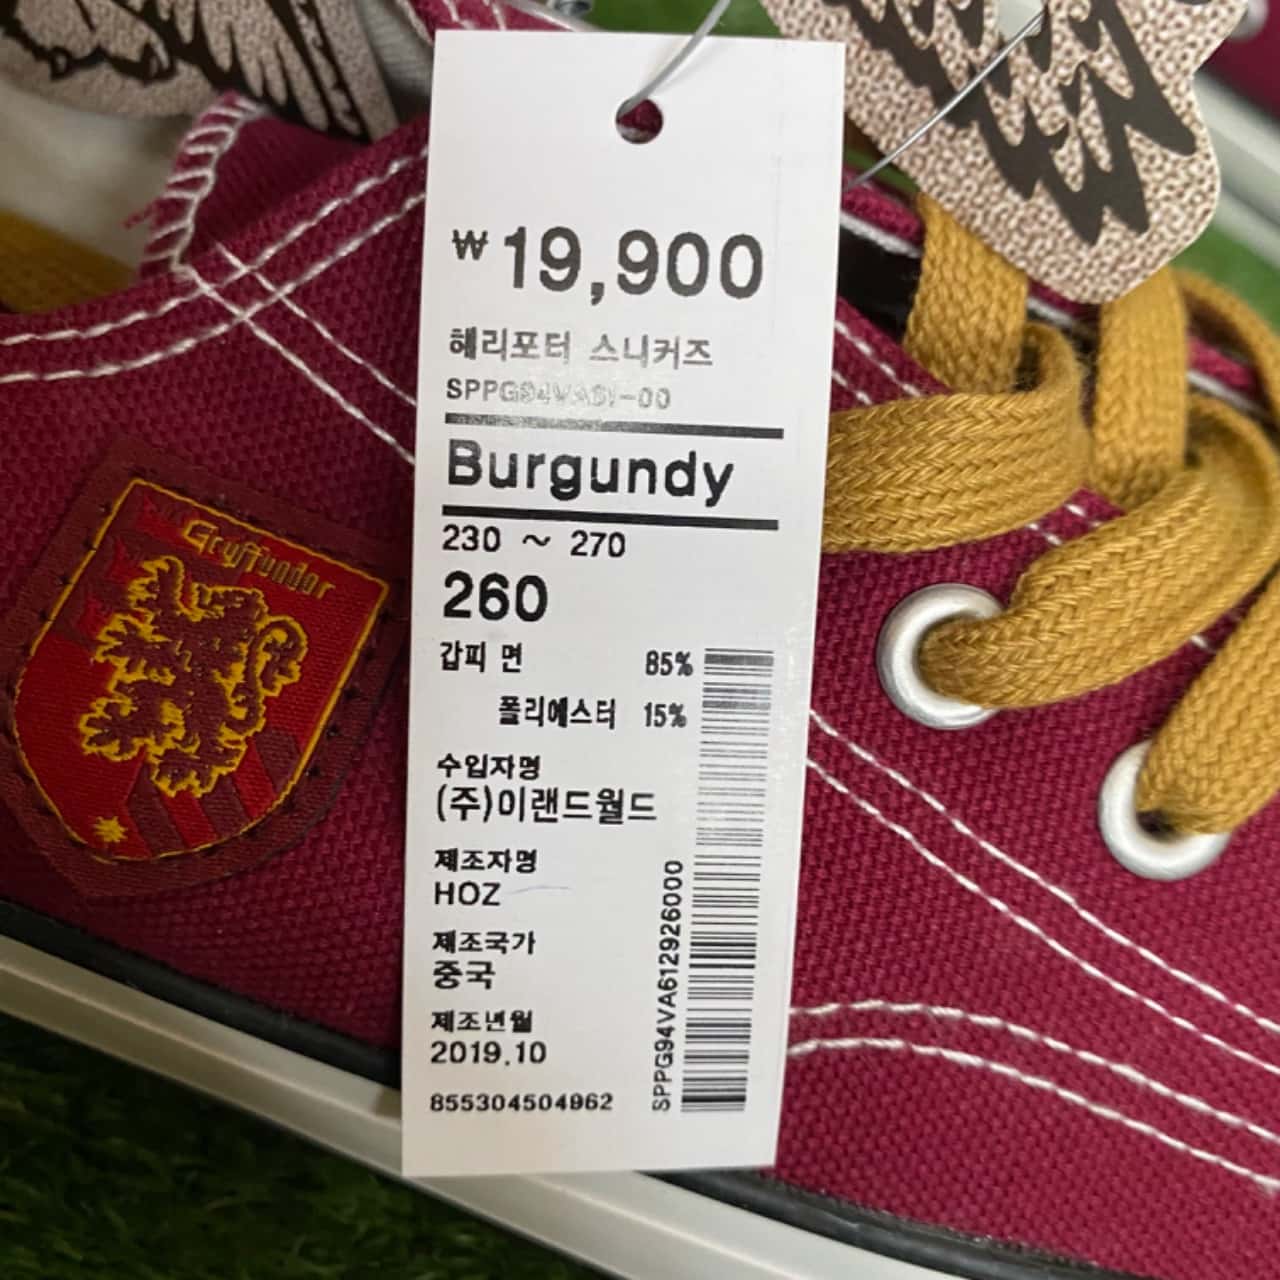 ₩ 19,900
해리포터 스니커즈
Burgundy
230 ~ 270
260
갑피 면 85%
폴리에스터 15%
수입자명
(주)이랜드월드
제조자명
HOZ
제조국가
중국
제조년월
2019.10
855304504962
SPPG94VA612926000
Gryffindor